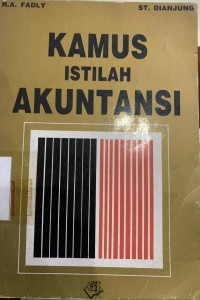 R.A. FADLY
ST. DIANJUNG
KAMUS
ISTILAH
AKUNTANSI